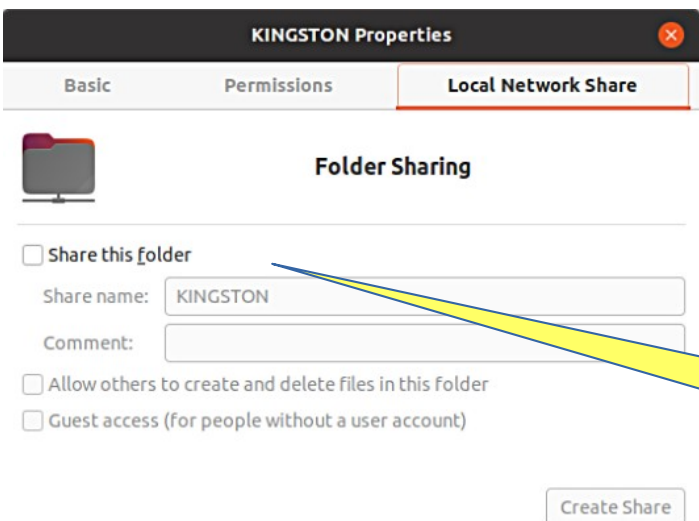 KINGSTON Properties
Basic Permissions Local Network Share
Folder Sharing
Share this folder
Share name: KINGSTON
Comment:
Allow others to create and delete files in this folder
Guest access (for people without a user account)
Create Share